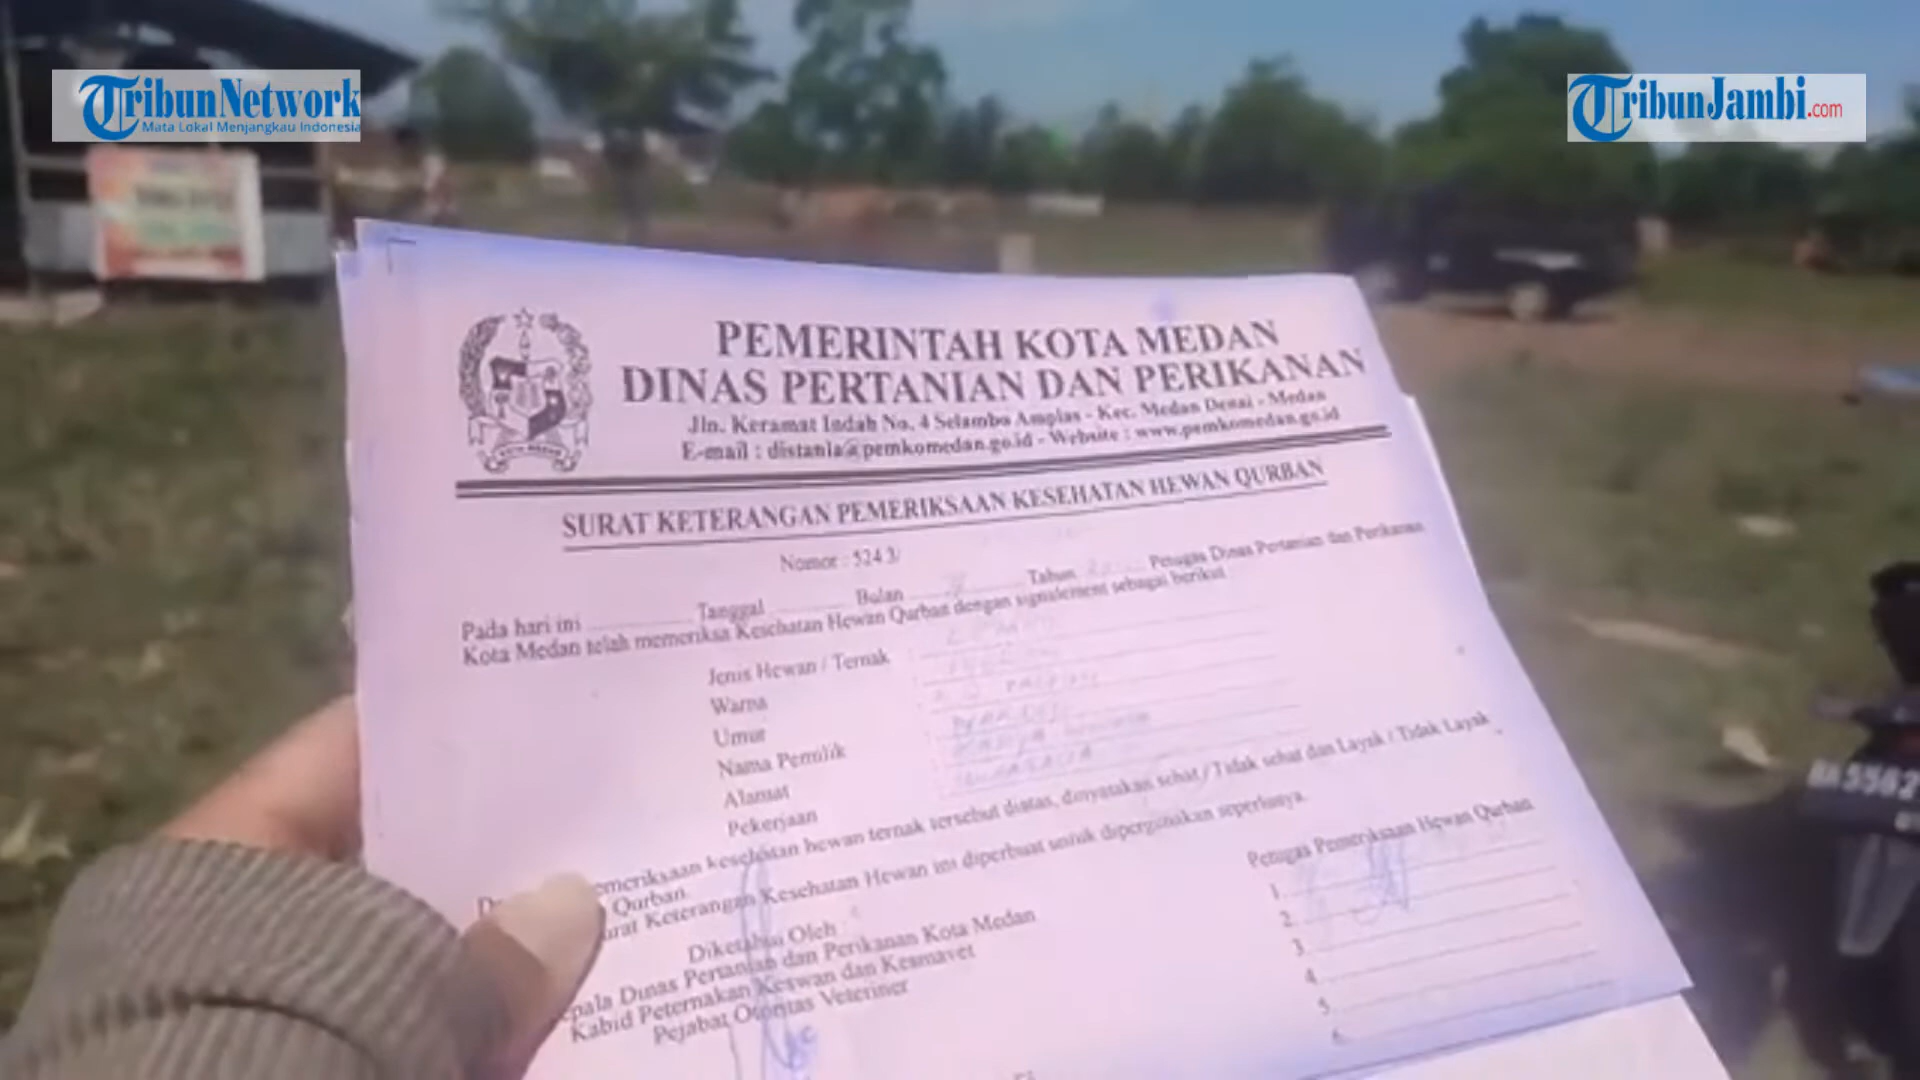 TribunNetwork
Mata Lokal Menjangkau Indonesia
TribunJambi.com
PEMERINTAH KOTA MEDAN
DINAS PERTANIAN DAN PERIKANAN
Jln. Keramat Indah No. 4 Selambo Amplas - Kec. Medan Denai - Medan
E-mail : distanla@pemkomedan.go.id - Website : www.pemkomedan.go.id
SURAT KETERANGAN PEMERIKSAAN KESEHATAN HEWAN QURBAN
Nomor : 524 3/
Pada hari ini Tanggal Bulan Tahun Petugas Dinas Pertanian dan Perikanan
Kota Medan telah memeriksa Kesehatan Hewan Qurban dengan signalement sebagai berikut :
Jenis Hewan / Ternak :
Warna :
Umur :
Nama Pemilik :
Alamat :
Pekerjaan :
emeriksaan kesehatan hewan ternak tersebut diatas, dinyatakan sehat / Tidak sehat dan Layak / Tidak Layak
Qurban.
urat Keterangan Kesehatan Hewan ini diperbuat untuk dipergunakan seperlunya.
Diketahui Oleh
epala Dinas Pertanian dan Perikanan Kota Medan
Kabid Peternakan Keswan dan Kesmavet
Pejabat Otoritas Veteriner
Petugas Pemeriksaan Hewan Qurban
1.
2.
3.
4.
5.
6.